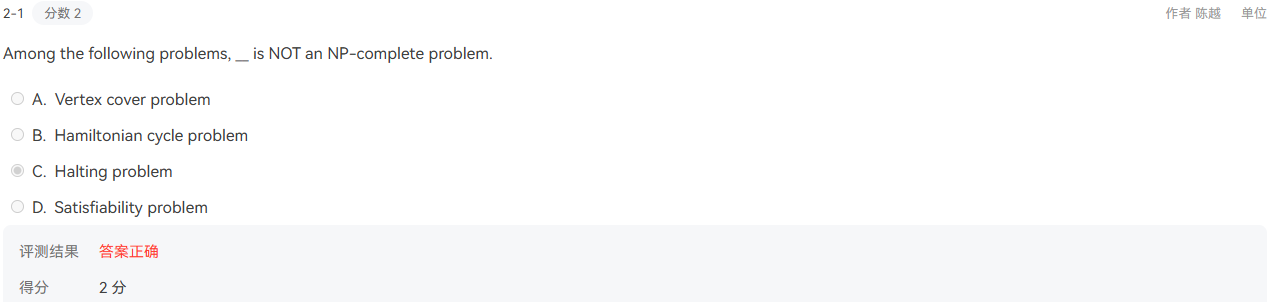 2-1 分数 2 作者 陈越 单位
Among the following problems, __ is NOT an NP-complete problem.
A. Vertex cover problem
B. Hamiltonian cycle problem
C. Halting problem
D. Satisfiability problem
评测结果 答案正确
得分 2 分